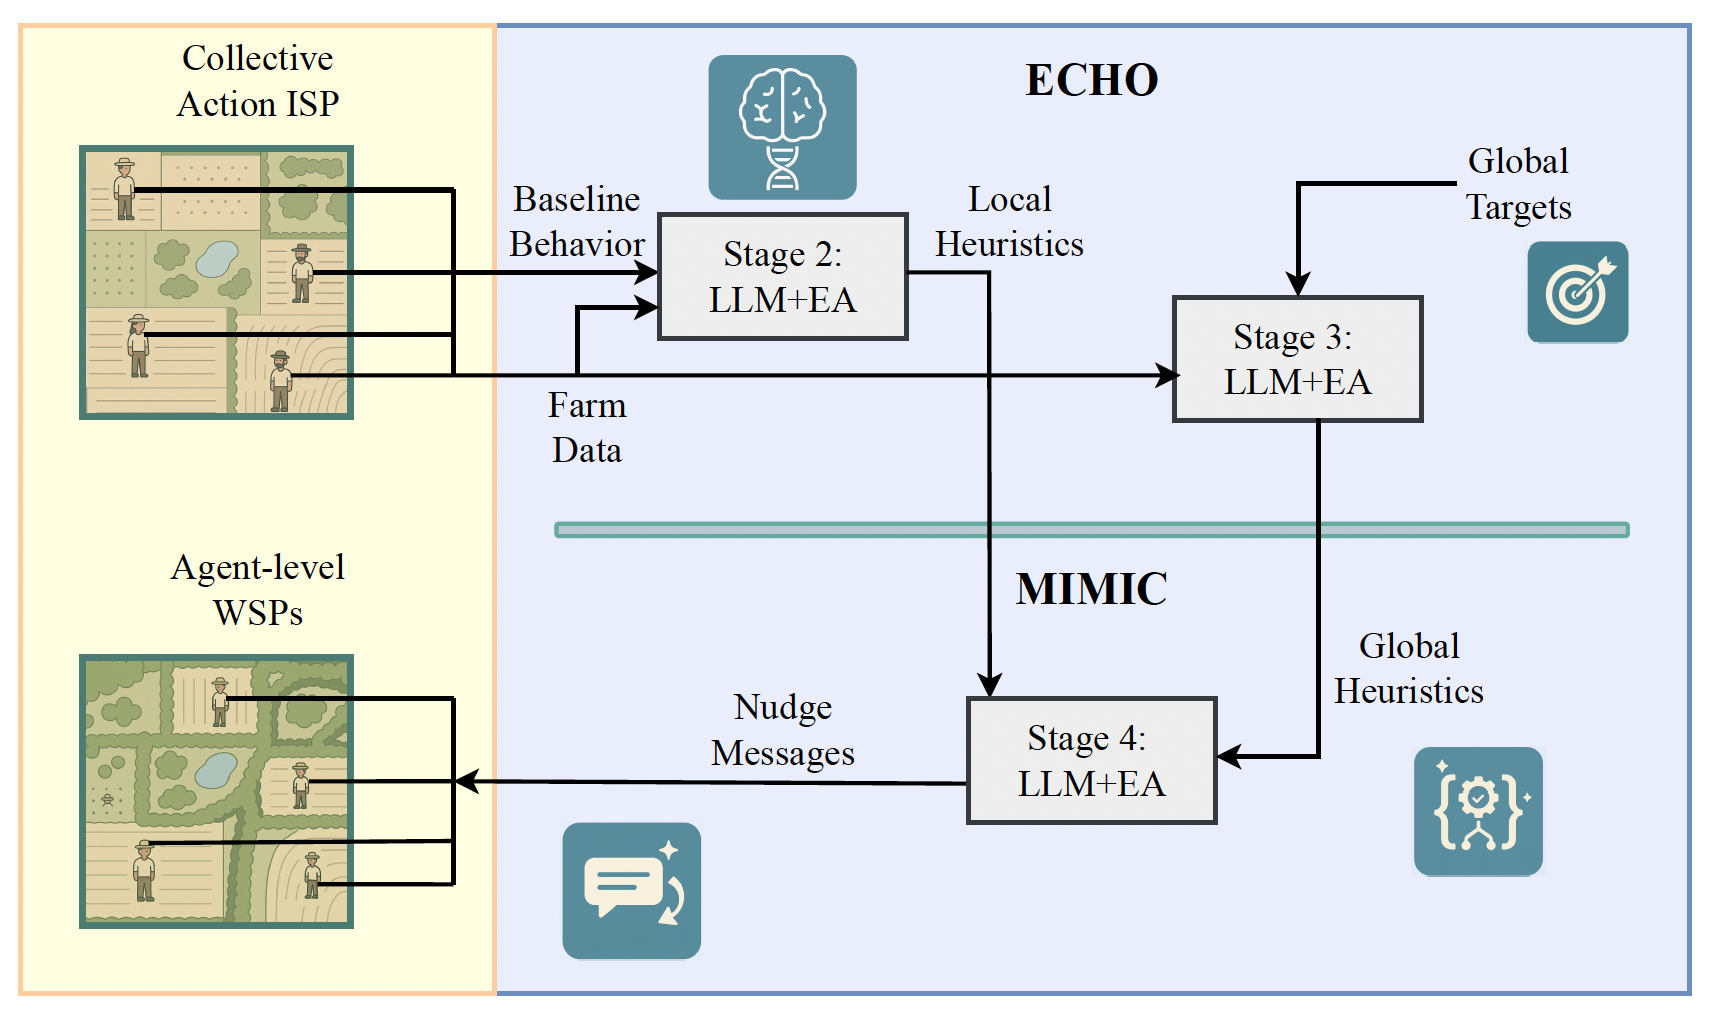 Collective
Action ISP
ECHO
Baseline
Behavior
Stage 2:
LLM+EA
Local
Heuristics
Global
Targets
Stage 3:
LLM+EA
Farm
Data
MIMIC
Agent-level
WSPs
Nudge
Messages
Stage 4:
LLM+EA
Global
Heuristics